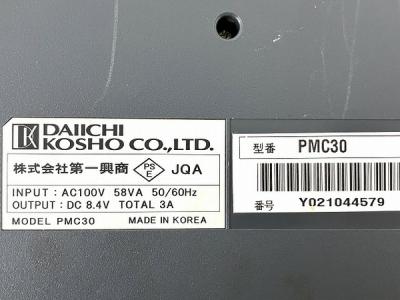 DK DAIICHI
KOSHO CO.,LTD.
株式会社第一興商 PS E JQA
INPUT: AC100V 58VA 50/60Hz
OUTPUT: DC 8.4V TOTAL 3A
MODEL PMC30 MADE IN KOREA
型番 PMC30
番号 Y021044579